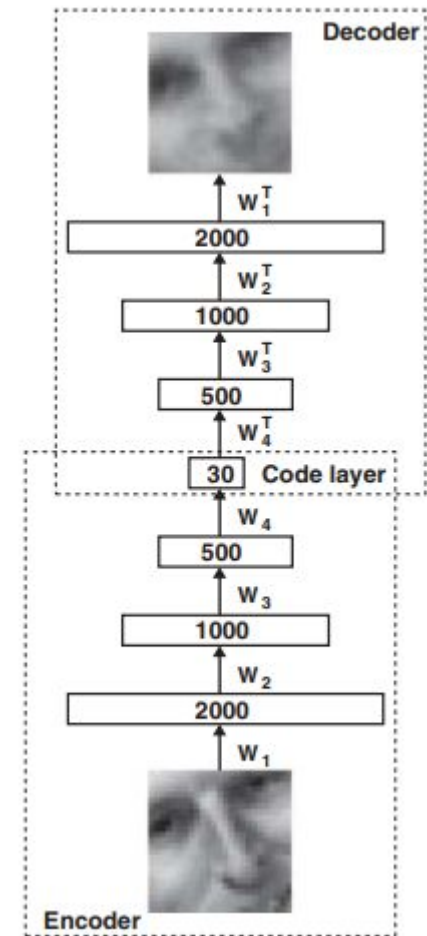 Decoder
W₁ᵀ
2000
W₂ᵀ
1000
W₃ᵀ
500
W₄ᵀ
30 Code layer
W₄
500
W₃
1000
W₂
2000
W₁
Encoder